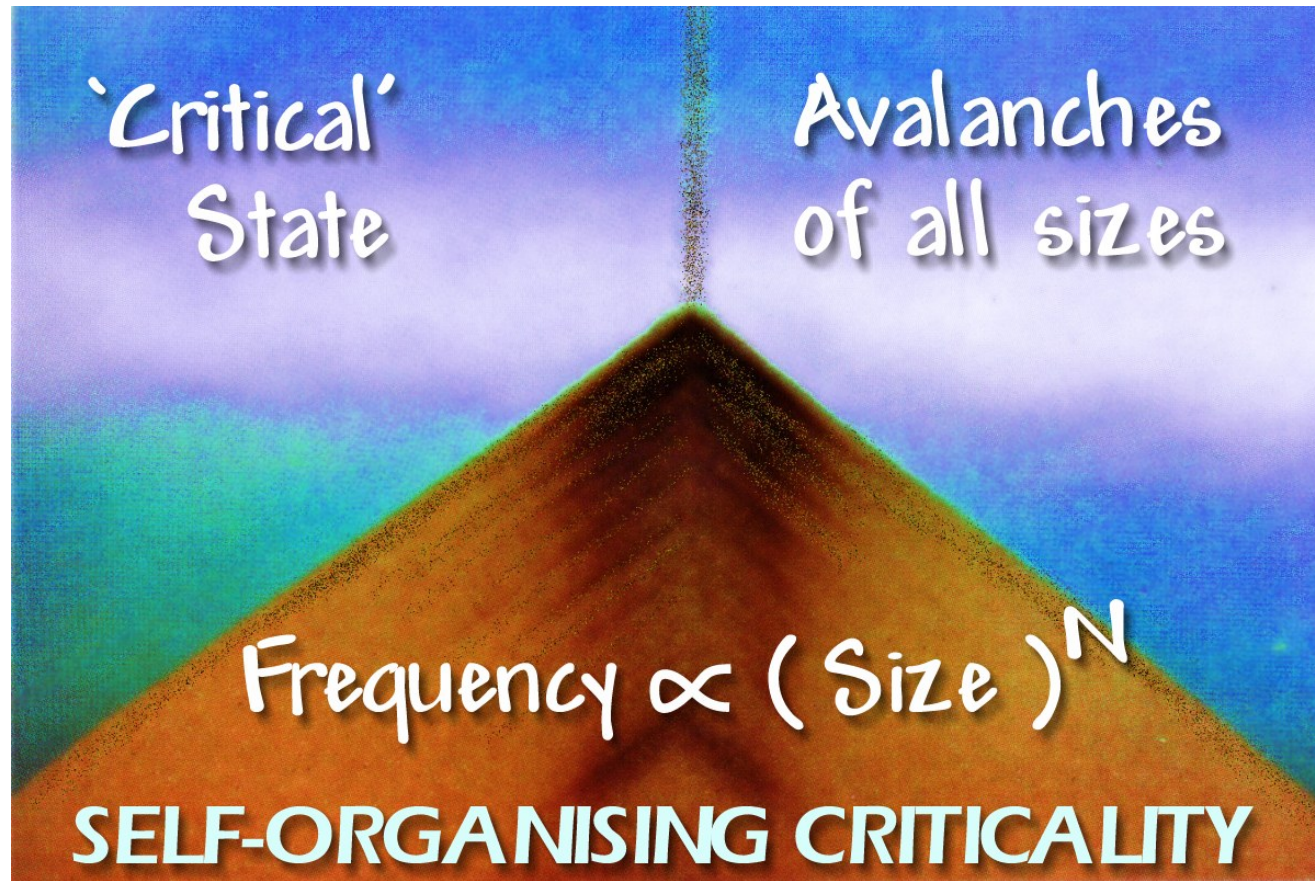 `Critical´
State
Avalanches
of all sizes
Frequency ∝ ( Size )ᴺ
SELF-ORGANISING CRITICALITY